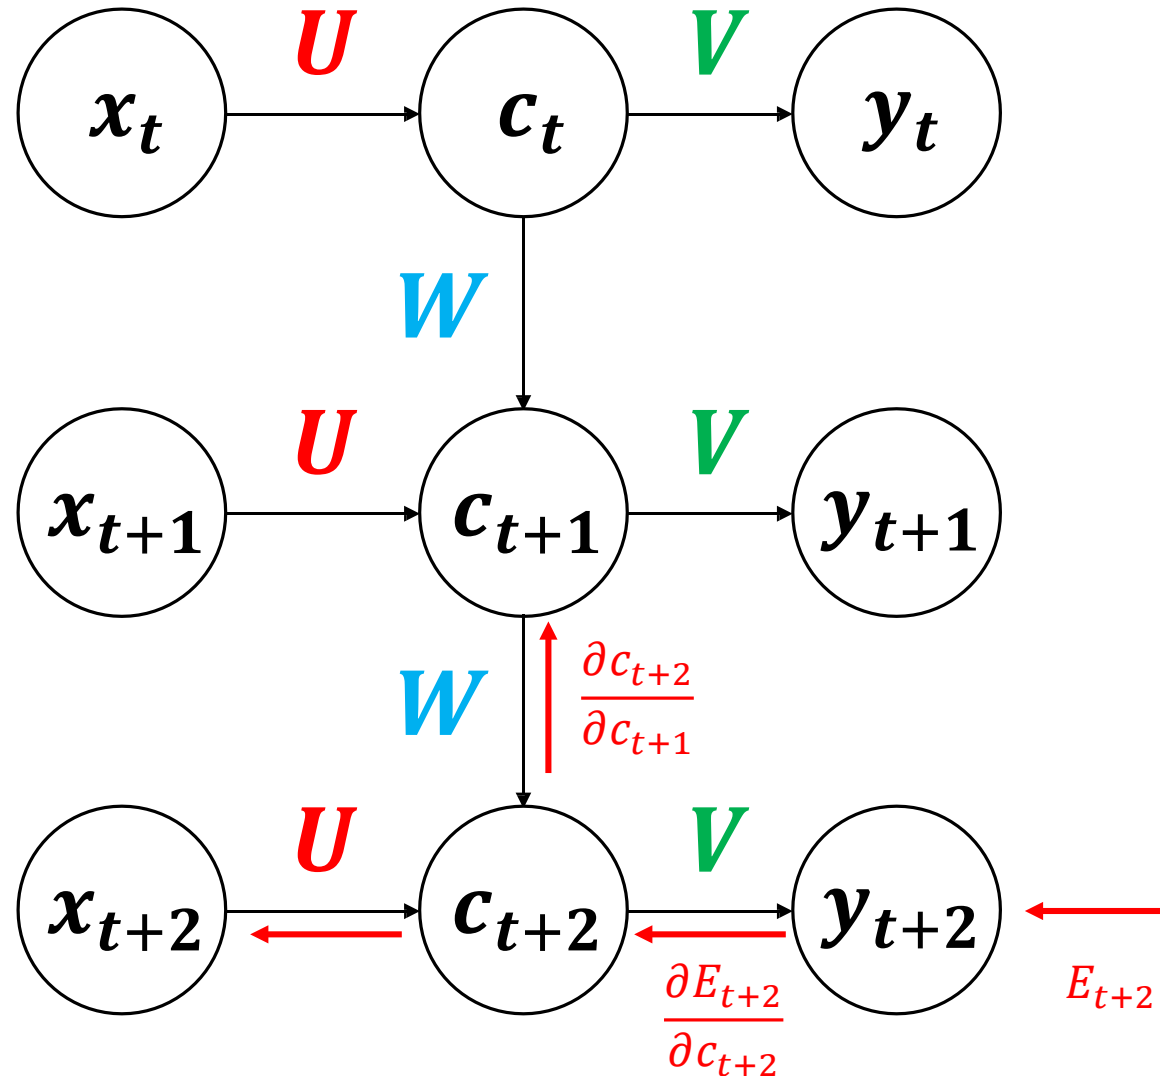 U V
x_t c_t y_t
W
U V
x_{t+1} c_{t+1} y_{t+1}
W ∂c_{t+2}/∂c_{t+1}
U V
x_{t+2} c_{t+2} y_{t+2}
∂E_{t+2}/∂c_{t+2} E_{t+2}